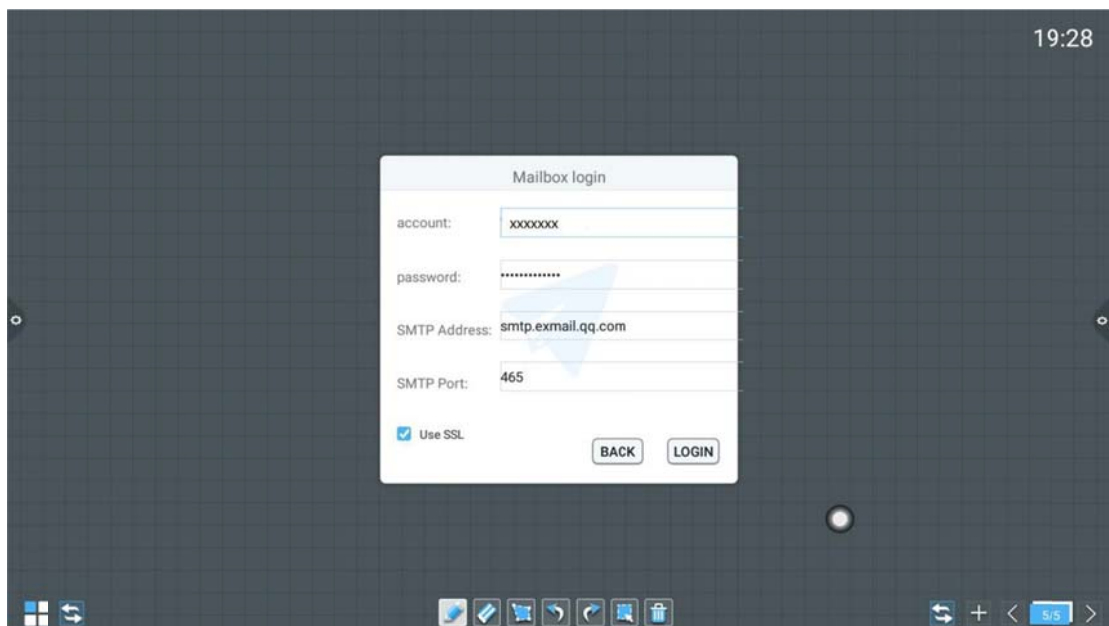 19:28
Mailbox login
account: xxxxxxx
password: •••••••••••••
SMTP Address: smtp.exmail.qq.com
SMTP Port: 465
Use SSL
BACK LOGIN
5/5